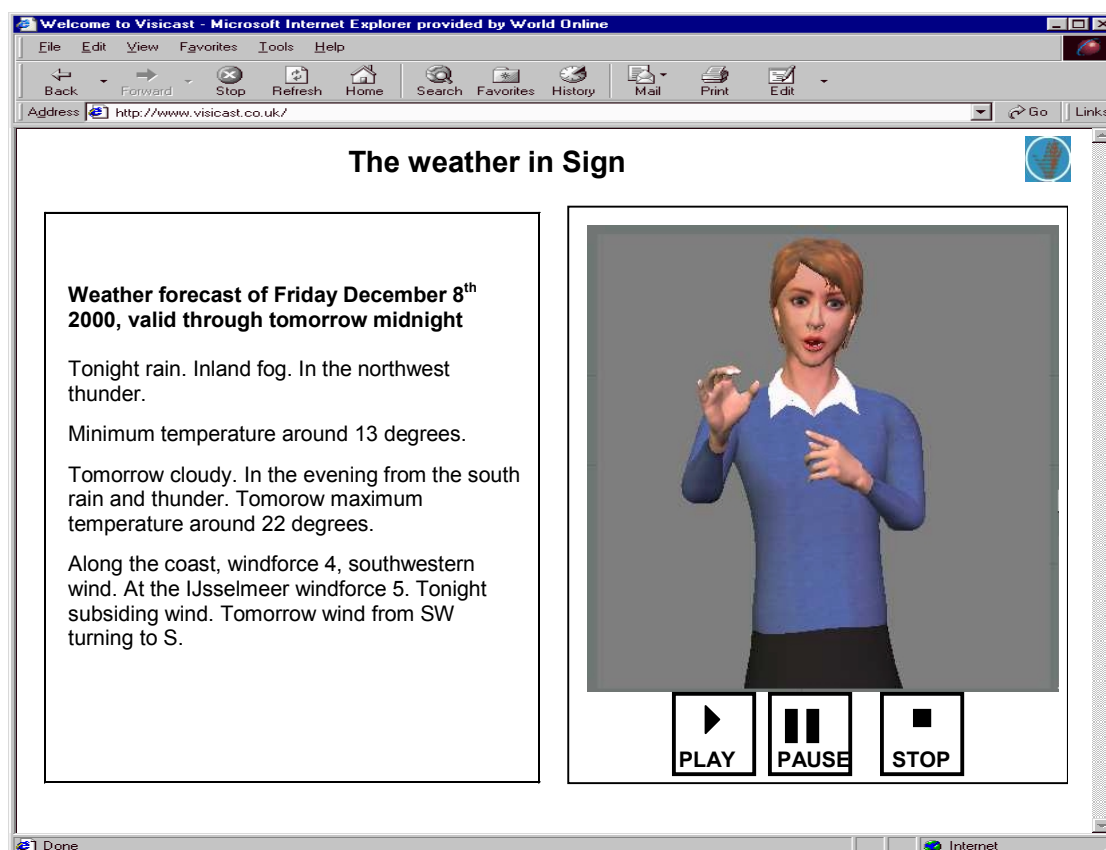 Welcome to Visicast - Microsoft Internet Explorer provided by World Online
File Edit View Favorites Tools Help
Back Forward Stop Refresh Home Search Favorites History Mail Print Edit
Address http://www.visicast.co.uk/ Go Links
The weather in Sign
Weather forecast of Friday December 8th
2000, valid through tomorrow midnight
Tonight rain. Inland fog. In the northwest
thunder.
Minimum temperature around 13 degrees.
Tomorrow cloudy. In the evening from the south
rain and thunder. Tomorow maximum
temperature around 22 degrees.
Along the coast, windforce 4, southwestern
wind. At the IJsselmeer windforce 5. Tonight
subsiding wind. Tomorrow wind from SW
turning to S.
PLAY PAUSE STOP
Done Internet